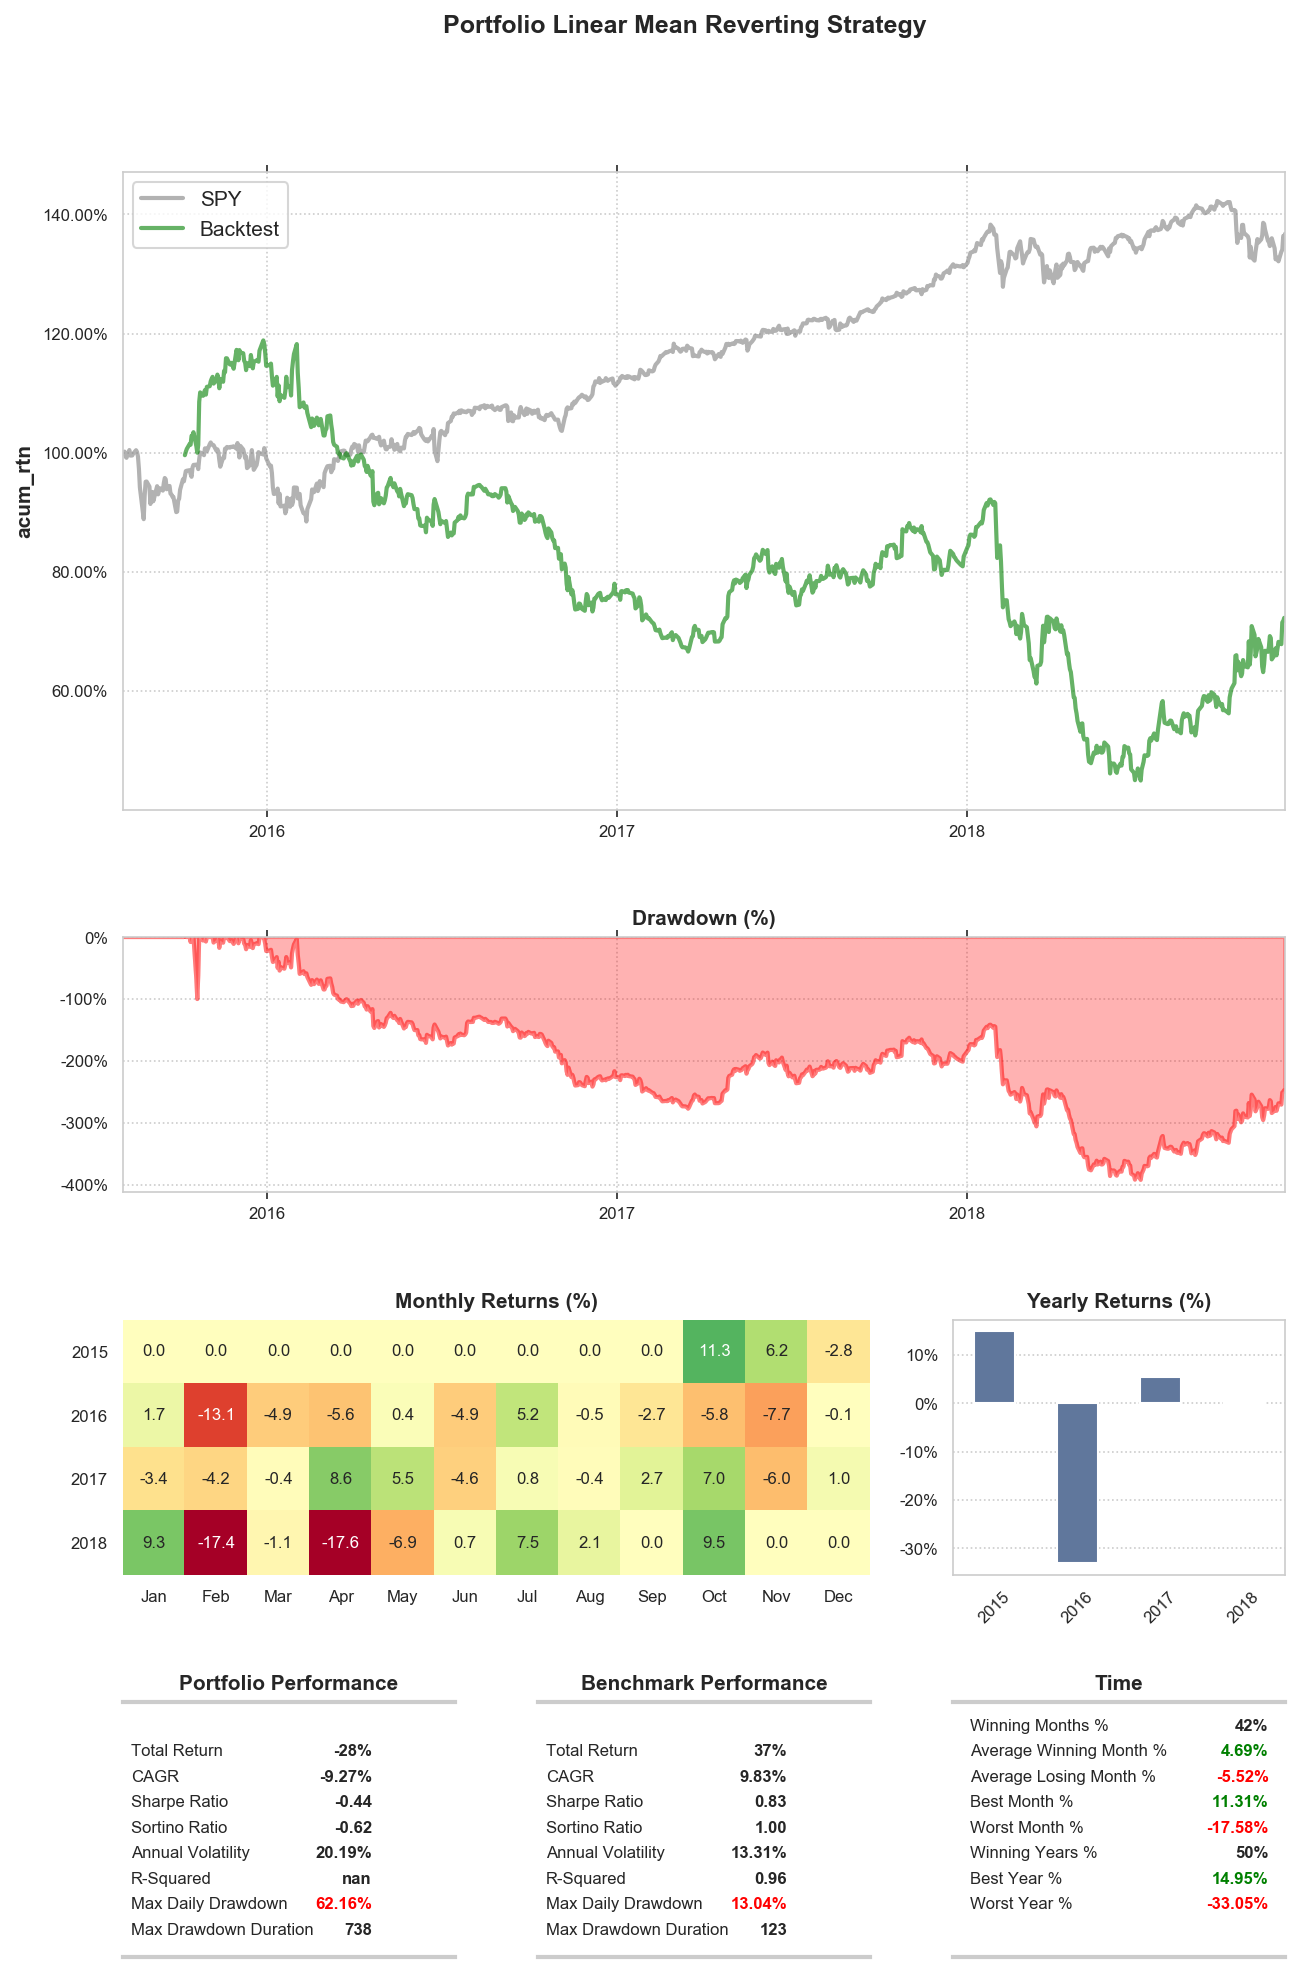 Portfolio Linear Mean Reverting Strategy
SPY
Backtest
140.00%
120.00%
100.00%
80.00%
60.00%
acum_rtn
2016 2017 2018
Drawdown (%)
0%
-100%
-200%
-300%
-400%
2016 2017 2018
Monthly Returns (%)
2015 0.0 0.0 0.0 0.0 0.0 0.0 0.0 0.0 0.0 11.3 6.2 -2.8
2016 1.7 -13.1 -4.9 -5.6 0.4 -4.9 5.2 -0.5 -2.7 -5.8 -7.7 -0.1
2017 -3.4 -4.2 -0.4 8.6 5.5 -4.6 0.8 -0.4 2.7 7.0 -6.0 1.0
2018 9.3 -17.4 -1.1 -17.6 -6.9 0.7 7.5 2.1 0.0 9.5 0.0 0.0
Jan Feb Mar Apr May Jun Jul Aug Sep Oct Nov Dec
Yearly Returns (%)
10%
0%
-10%
-20%
-30%
2015 2016 2017 2018
Portfolio Performance
Total Return -28%
CAGR -9.27%
Sharpe Ratio -0.44
Sortino Ratio -0.62
Annual Volatility 20.19%
R-Squared nan
Max Daily Drawdown 62.16%
Max Drawdown Duration 738
Benchmark Performance
Total Return 37%
CAGR 9.83%
Sharpe Ratio 0.83
Sortino Ratio 1.00
Annual Volatility 13.31%
R-Squared 0.96
Max Daily Drawdown 13.04%
Max Drawdown Duration 123
Time
Winning Months % 42%
Average Winning Month % 4.69%
Average Losing Month % -5.52%
Best Month % 11.31%
Worst Month % -17.58%
Winning Years % 50%
Best Year % 14.95%
Worst Year % -33.05%